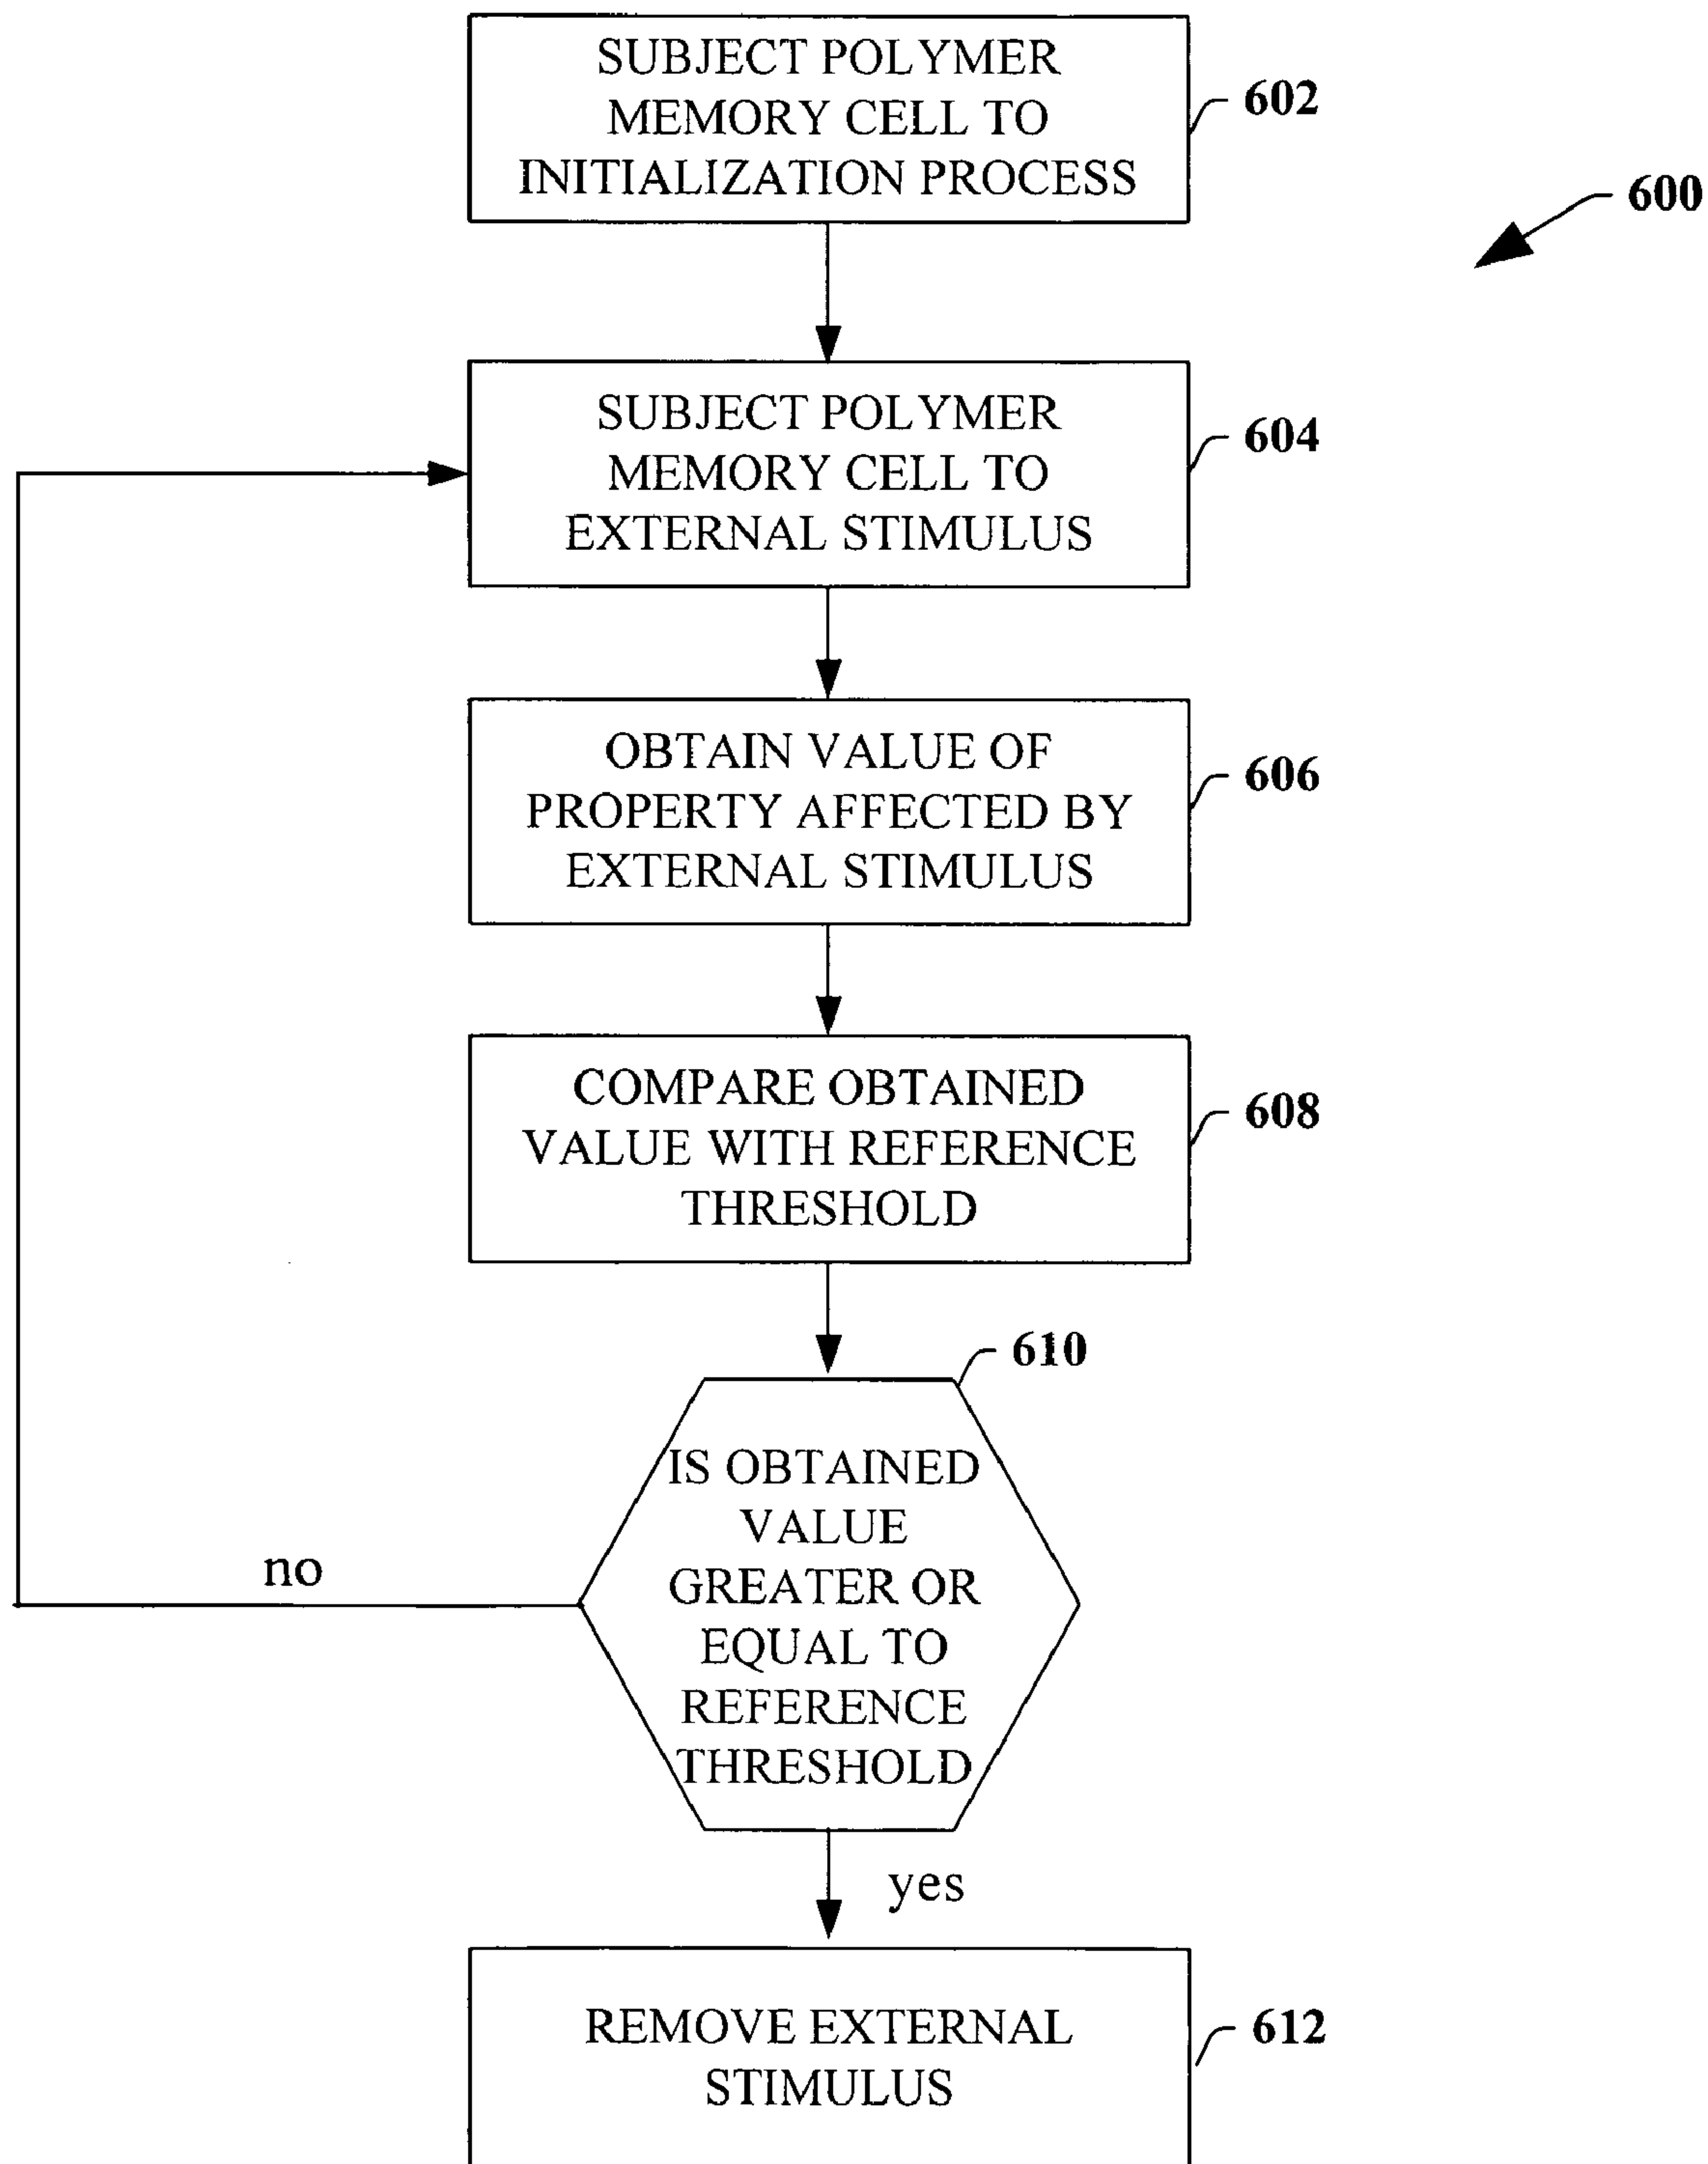 SUBJECT POLYMER
MEMORY CELL TO
INITIALIZATION PROCESS
602
600
SUBJECT POLYMER
MEMORY CELL TO
EXTERNAL STIMULUS
604
OBTAIN VALUE OF
PROPERTY AFFECTED BY
EXTERNAL STIMULUS
606
COMPARE OBTAINED
VALUE WITH REFERENCE
THRESHOLD
608
610
IS OBTAINED
VALUE
GREATER OR
EQUAL TO
REFERENCE
THRESHOLD
no
yes
REMOVE EXTERNAL
STIMULUS
612